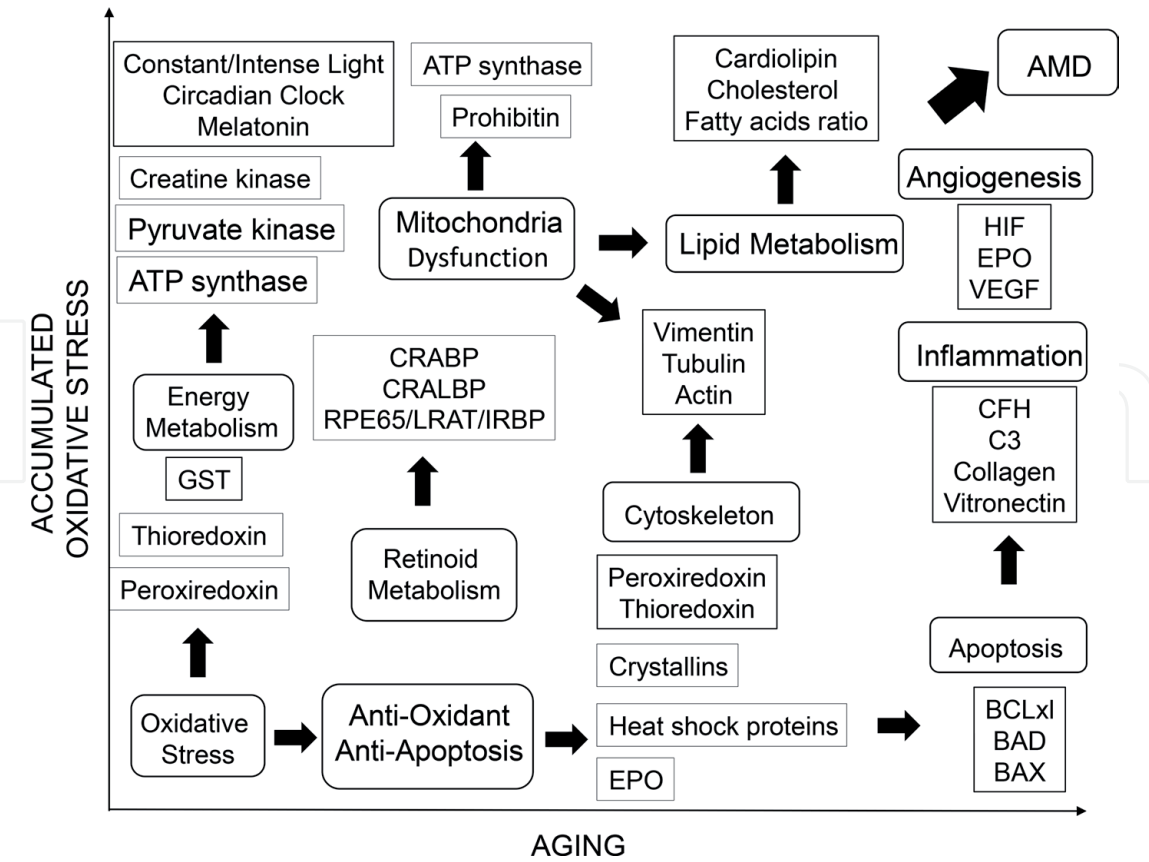 Constant/Intense Light
Circadian Clock
Melatonin
Creatine kinase
Pyruvate kinase
ATP synthase
Energy
Metabolism
GST
Thioredoxin
Peroxiredoxin
Oxidative
Stress
ATP synthase
Prohibitin
Mitochondria
Dysfunction
CRABP
CRALBP
RPE65/LRAT/IRBP
Retinoid
Metabolism
Anti-Oxidant
Anti-Apoptosis
Cardiolipin
Cholesterol
Fatty acids ratio
Lipid Metabolism
Vimentin
Tubulin
Actin
Cytoskeleton
Peroxiredoxin
Thioredoxin
Crystallins
Heat shock proteins
EPO
AMD
Angiogenesis
HIF
EPO
VEGF
Inflammation
CFH
C3
Collagen
Vitronectin
Apoptosis
BCLxl
BAD
BAX
ACCUMULATED
OXIDATIVE STRESS
AGING